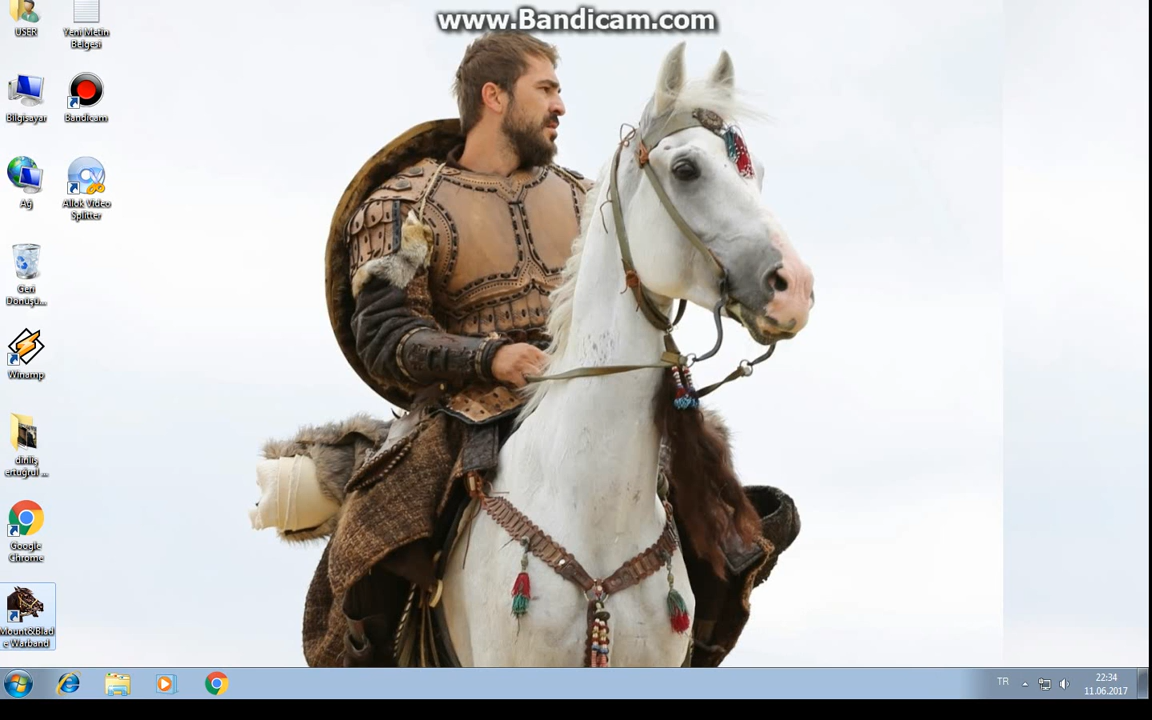 www.Bandicam.com
USER
Yeni Metin
Belgesi
Bilgisayar
Bandicam
Ağ
Allok Video
Splitter
Geri
Dönüşü...
Winamp
diriliş
ertuğrul ...
Google
Chrome
Mount&Blad
e Warband
TR
22:34
11.06.2017